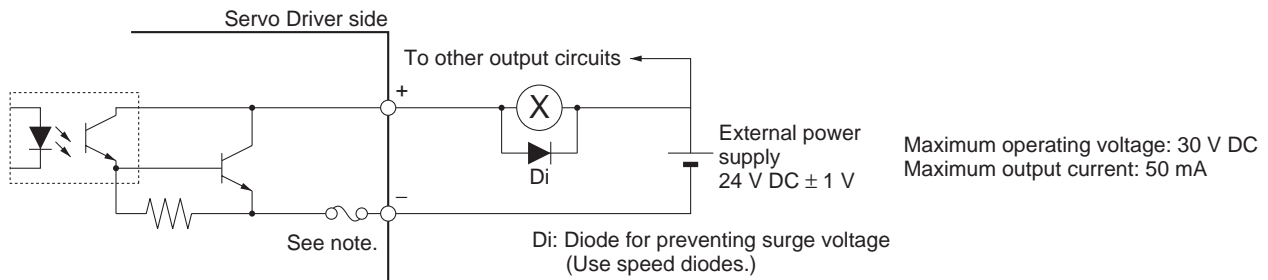 Servo Driver side
To other output circuits
+
X
Di
External power
supply
24 V DC ± 1 V
Maximum operating voltage: 30 V DC
Maximum output current: 50 mA
−
See note.
Di: Diode for preventing surge voltage
(Use speed diodes.)